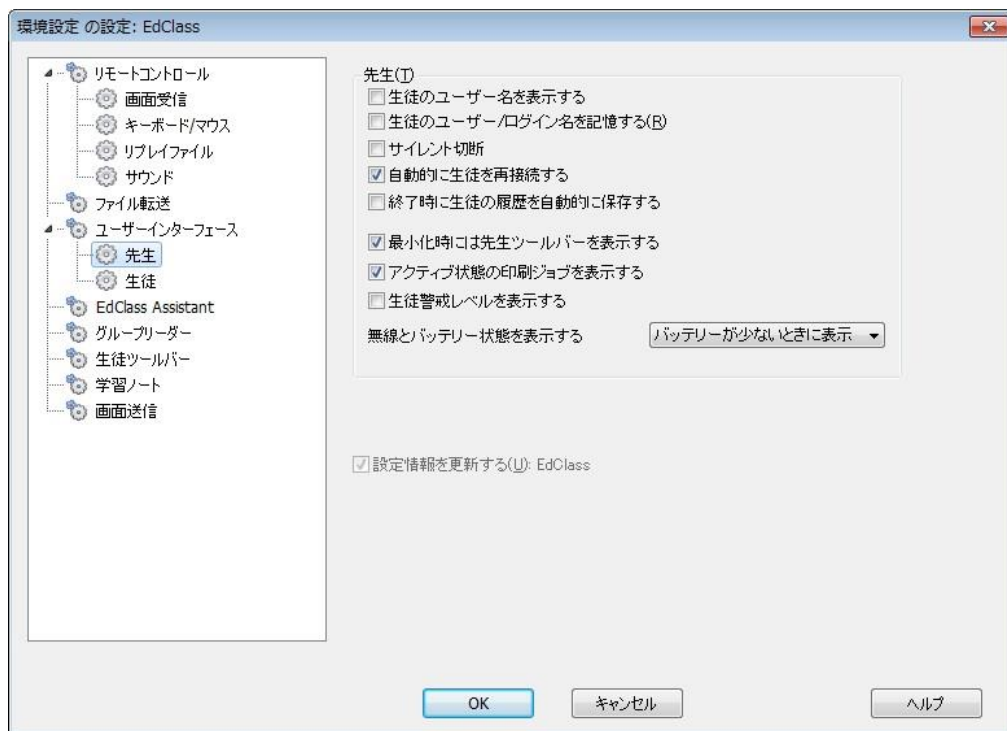 環境設定 の設定: EdClass
リモートコントロール
画面受信
キーボード/マウス
リプレイファイル
サウンド
ファイル転送
ユーザーインターフェース
先生
生徒
EdClass Assistant
グループリーダー
生徒ツールバー
学習ノート
画面送信
先生(T)
生徒のユーザー名を表示する
生徒のユーザー/ログイン名を記憶する(R)
サイレント切断
自動的に生徒を再接続する
終了時に生徒の履歴を自動的に保存する
最小化時には先生ツールバーを表示する
アクティブ状態の印刷ジョブを表示する
生徒警戒レベルを表示する
無線とバッテリー状態を表示する
バッテリーが少ないときに表示
設定情報を更新する(U): EdClass
OK
キャンセル
ヘルプ